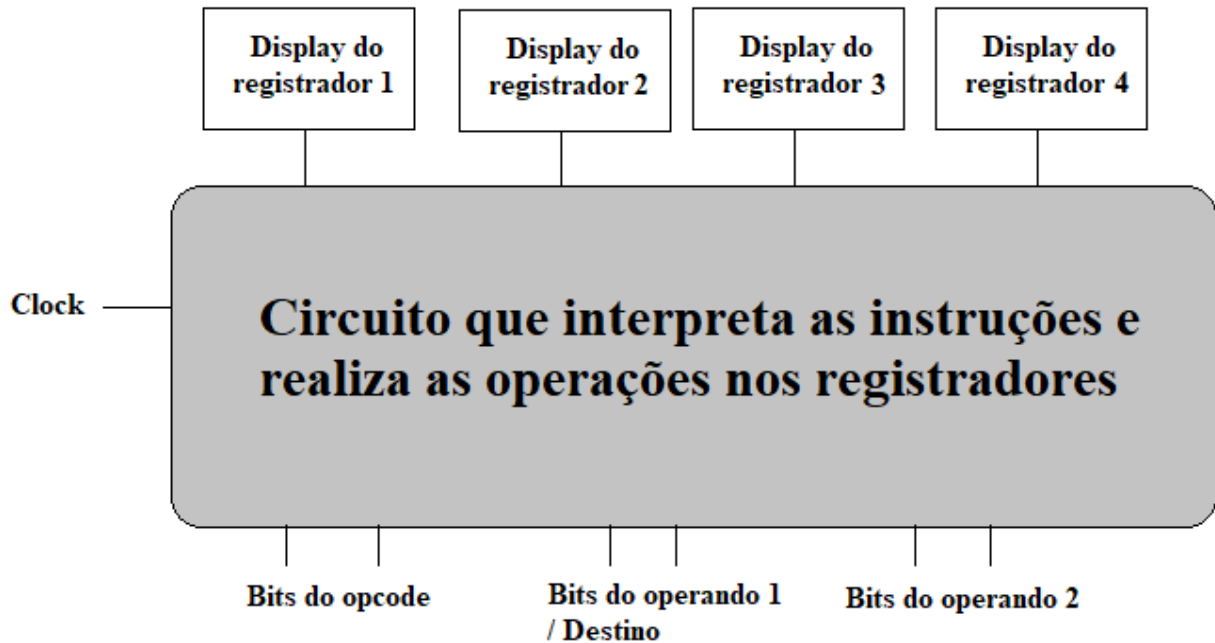 Display do
registrador 1
Display do
registrador 2
Display do
registrador 3
Display do
registrador 4
Clock
Circuito que interpreta as instruções e
realiza as operações nos registradores
Bits do opcode
Bits do operando 1
/ Destino
Bits do operando 2